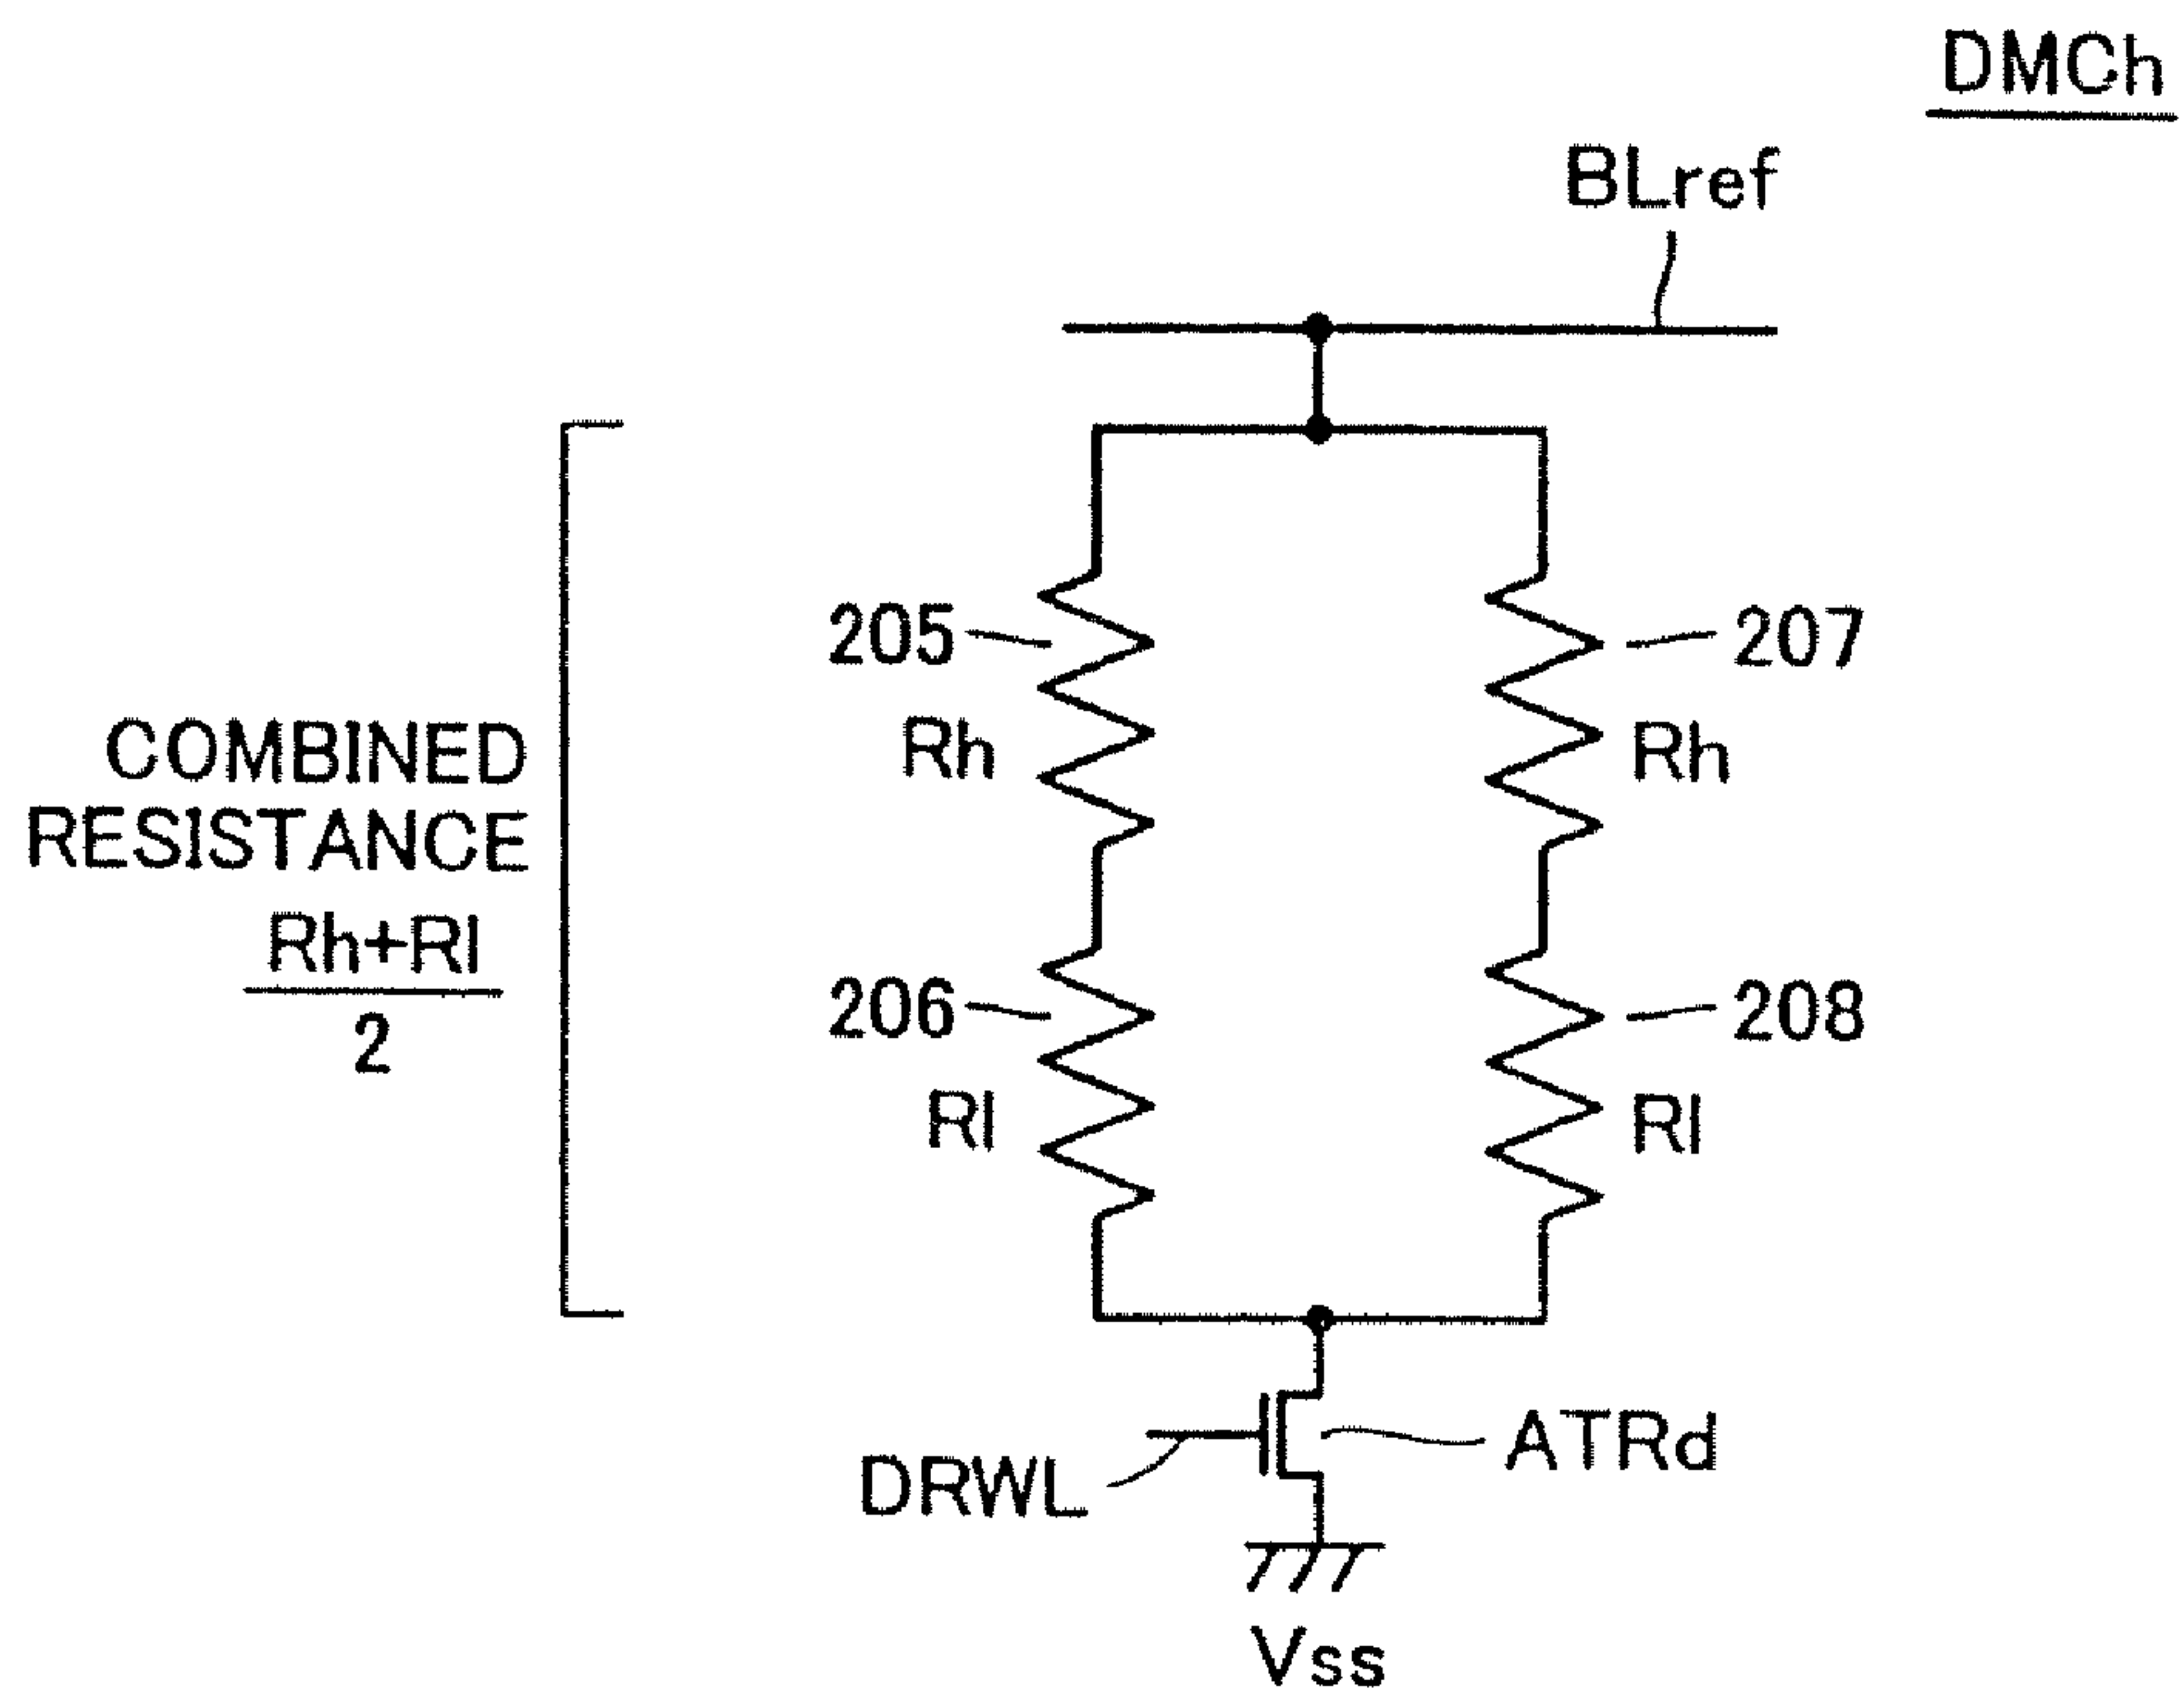 DMCh
BLref
205
207
Rh
Rh
COMBINED
RESISTANCE
Rh+Rl
2
206
208
Rl
Rl
DRWL
ATRd
Vss